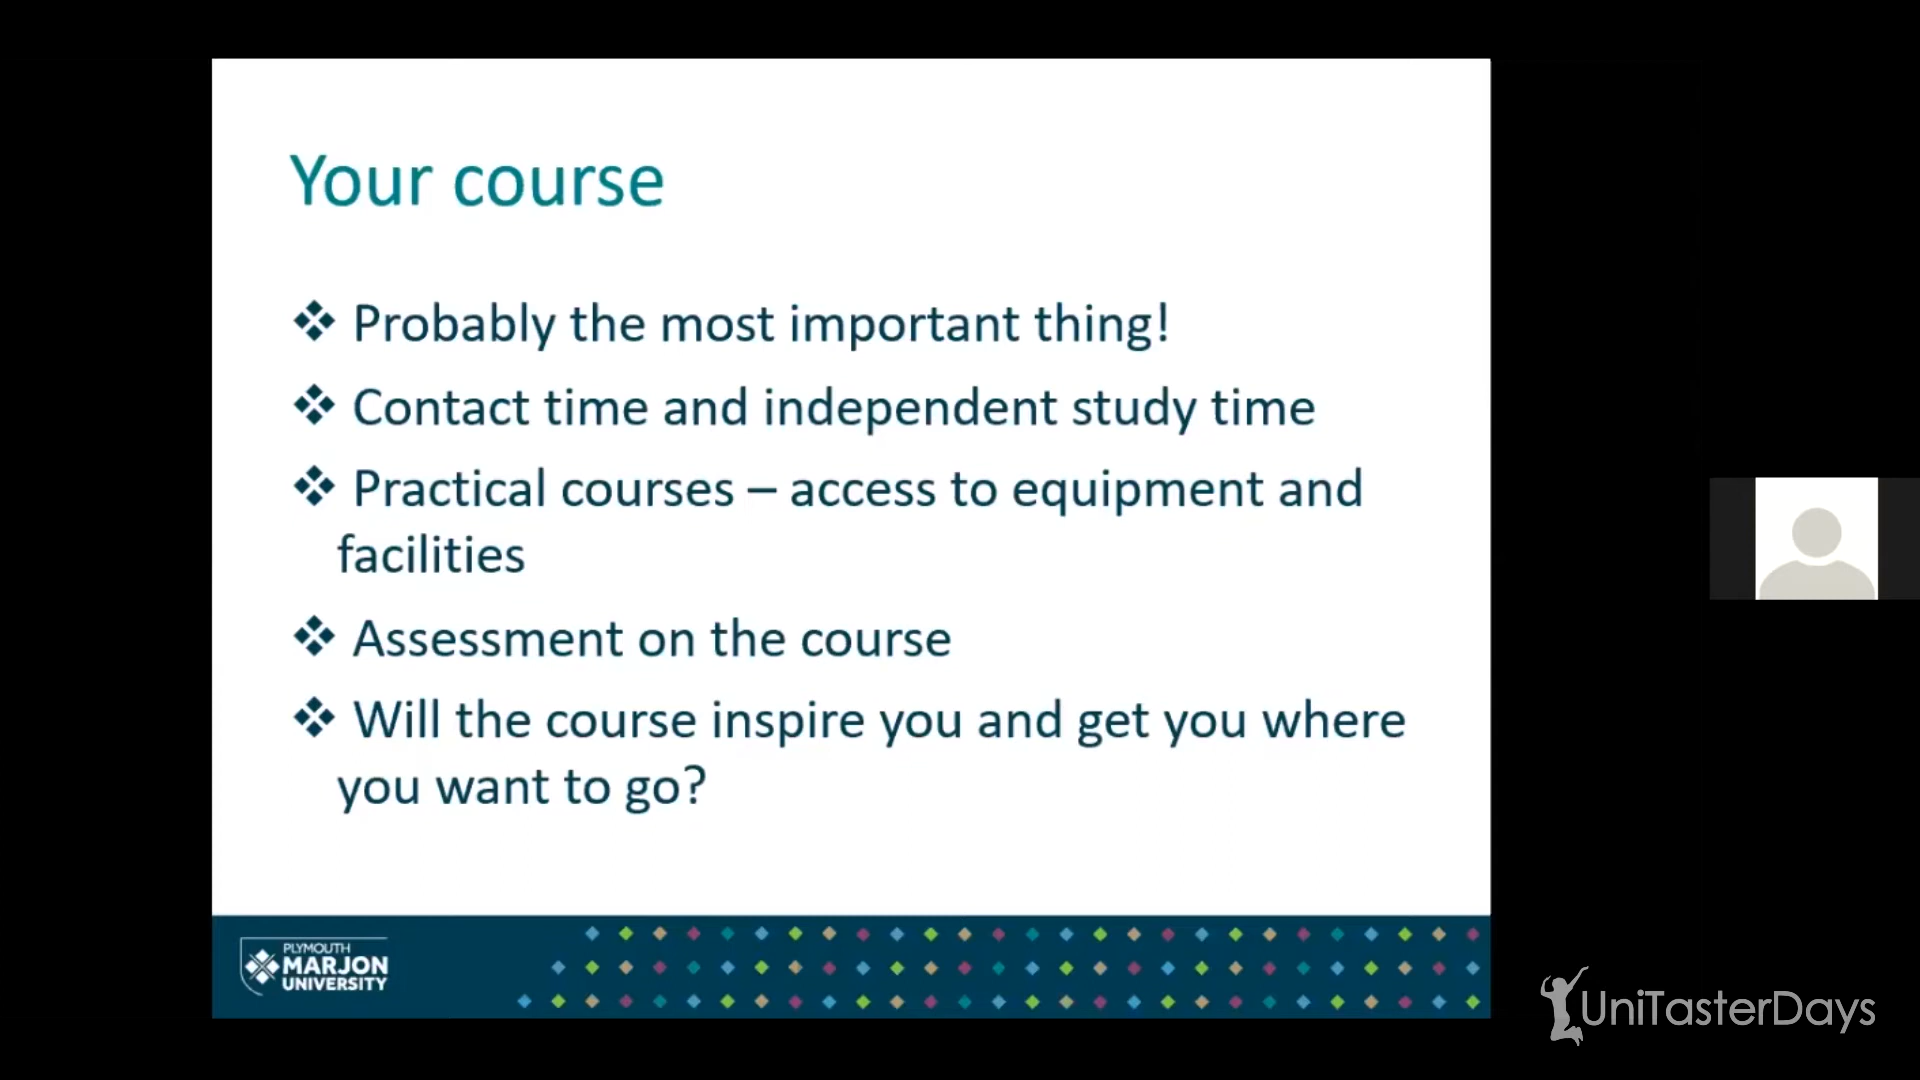 Your course
❖ Probably the most important thing!
❖ Contact time and independent study time
❖ Practical courses – access to equipment and
facilities
❖ Assessment on the course
❖ Will the course inspire you and get you where
you want to go?
PLYMOUTH
MARJON
UNIVERSITY
UniTasterDays